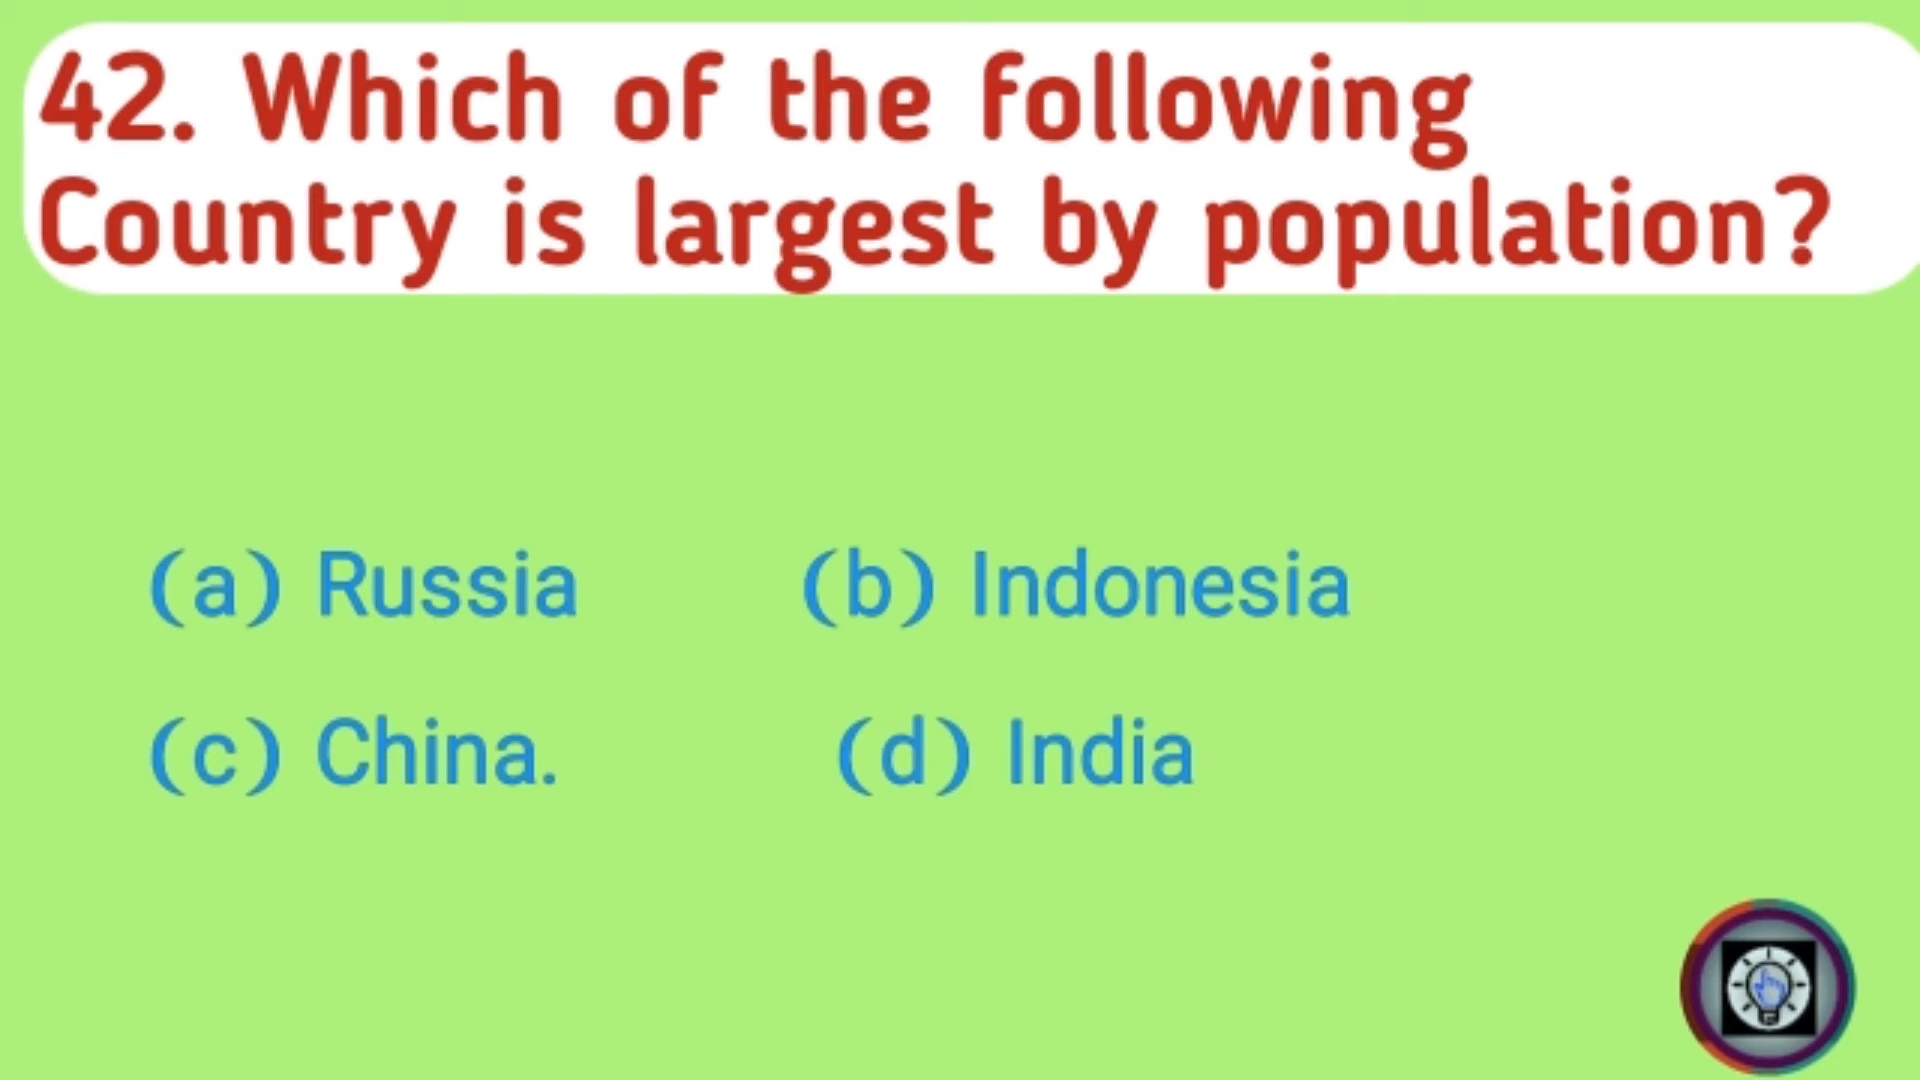 42. Which of the following
Country is largest by population?
(a) Russia (b) Indonesia
(c) China. (d) India